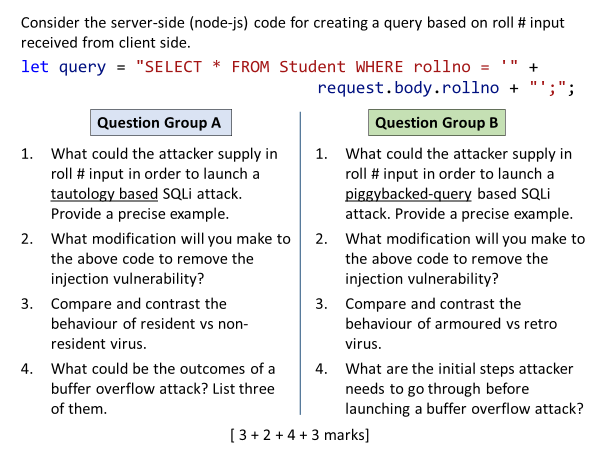 Consider the server-side (node-js) code for creating a query based on roll # input
received from client side.
let query = "SELECT * FROM Student WHERE rollno = '" +
request.body.rollno + "';";
Question Group A
1. What could the attacker supply in
roll # input in order to launch a
tautology based SQLi attack.
Provide a precise example.
2. What modification will you make to
the above code to remove the
injection vulnerability?
3. Compare and contrast the
behaviour of resident vs non-
resident virus.
4. What could be the outcomes of a
buffer overflow attack? List three
of them.
Question Group B
1. What could the attacker supply in
roll # input in order to launch a
piggybacked-query based SQLi
attack. Provide a precise example.
2. What modification will you make to
the above code to remove the
injection vulnerability?
3. Compare and contrast the
behaviour of armoured vs retro
virus.
4. What are the initial steps attacker
needs to go through before
launching a buffer overflow attack?
[ 3 + 2 + 4 + 3 marks]